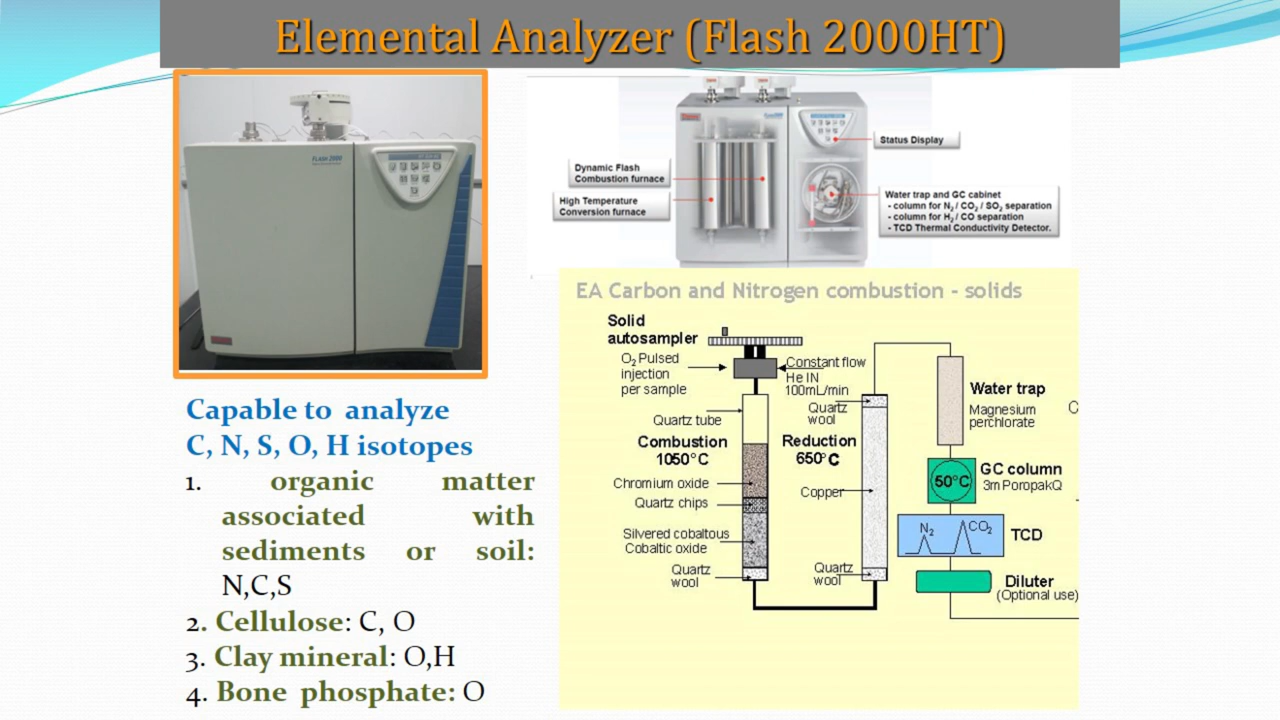 Elemental Analyzer (Flash 2000HT)
FLASH 2000
Status Display
Dynamic Flash
Combustion furnace
High Temperature
Conversion furnace
Water trap and GC cabinet
- column for N₂ / CO₂ / SO₂ separation
- column for H₂ / CO separation
- TCD Thermal Conductivity Detector.
Capable to analyze
C, N, S, O, H isotopes
1. organic matter
associated with
sediments or soil:
N,C,S
2. Cellulose: C, O
3. Clay mineral: O,H
4. Bone phosphate: O
EA Carbon and Nitrogen combustion - solids
Solid
autosampler
O₂ Pulsed
injection
per sample
Constant flow
He IN
100mL/min
Quartz tube
Quartz
wool
Combustion
1050°C
Reduction
650°C
Chromium oxide
Quartz chips
Copper
Silvered cobaltous
Cobaltic oxide
Quartz
wool
Quartz
wool
Water trap
Magnesium
perchlorate
C
GC column
50°C
3m PoropakQ
N₂
CO₂
TCD
Diluter
(Optional use)